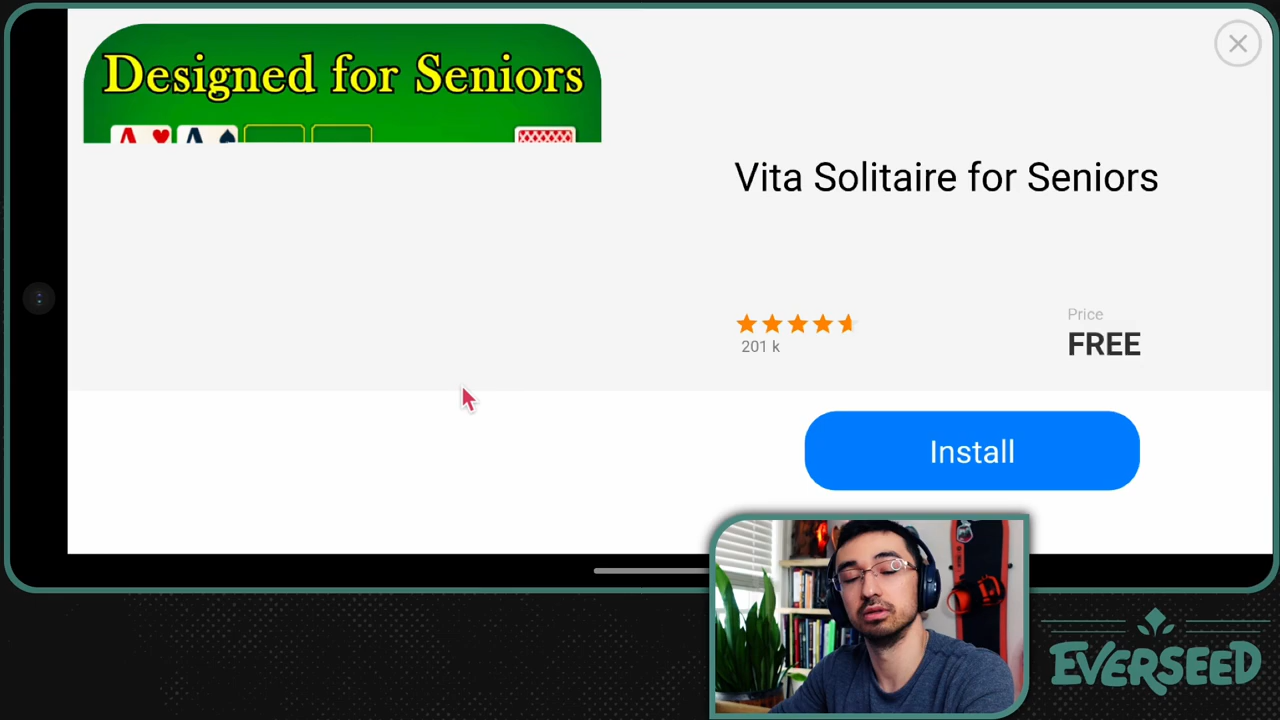 Designed for Seniors
A A
Vita Solitaire for Seniors
201 k
Price
FREE
Install
EVERSEED